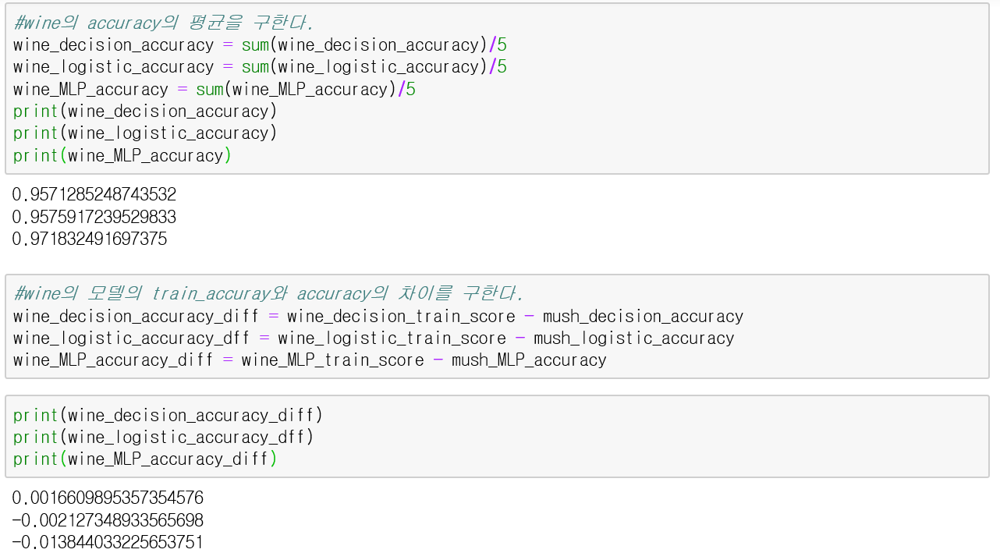 #wine의 accuracy의 평균을 구한다.
wine_decision_accuracy = sum(wine_decision_accuracy)/5
wine_logistic_accuracy = sum(wine_logistic_accuracy)/5
wine_MLP_accuracy = sum(wine_MLP_accuracy)/5
print(wine_decision_accuracy)
print(wine_logistic_accuracy)
print(wine_MLP_accuracy)
0.9571285248743532
0.9575917239529833
0.971832491697375
#wine의 모델의 train_accuray와 accuracy의 차이를 구한다.
wine_decision_accuracy_diff = wine_decision_train_score - mush_decision_accuracy
wine_logistic_accuracy_dff = wine_logistic_train_score - mush_logistic_accuracy
wine_MLP_accuracy_diff = wine_MLP_train_score - mush_MLP_accuracy
print(wine_decision_accuracy_diff)
print(wine_logistic_accuracy_dff)
print(wine_MLP_accuracy_diff)
0.0016609895357354576
-0.002127348933565698
-0.013844033225653751